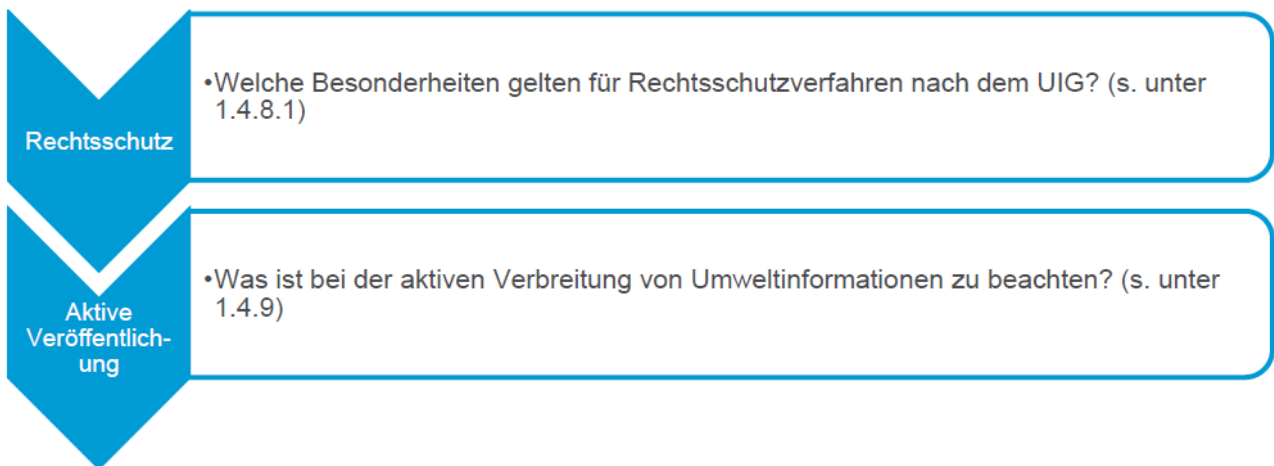 Rechtsschutz
•Welche Besonderheiten gelten für Rechtsschutzverfahren nach dem UIG? (s. unter
1.4.8.1)
Aktive
Veröffentlich-
ung
•Was ist bei der aktiven Verbreitung von Umweltinformationen zu beachten? (s. unter
1.4.9)